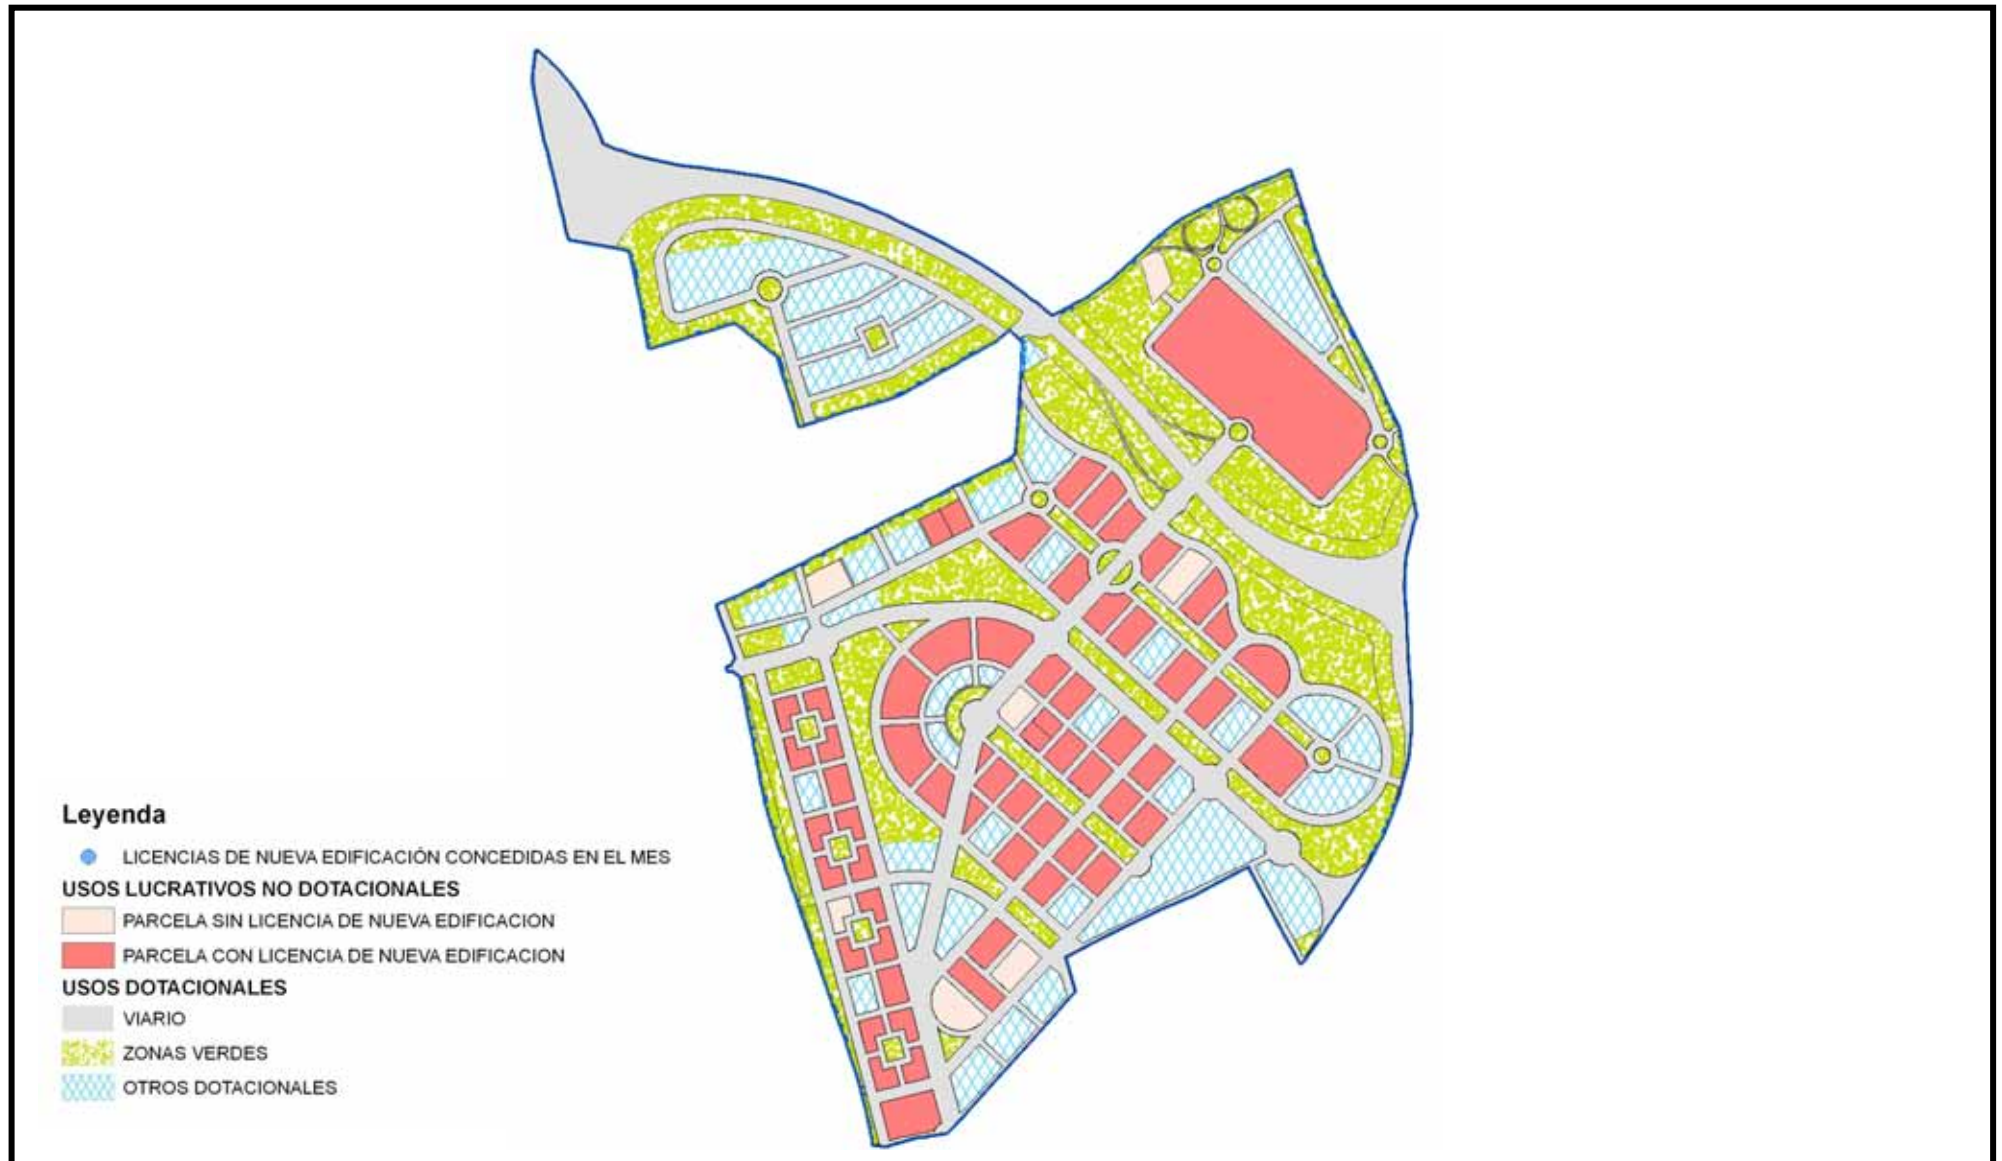 Leyenda
LICENCIAS DE NUEVA EDIFICACIÓN CONCEDIDAS EN EL MES
USOS LUCRATIVOS NO DOTACIONALES
PARCELA SIN LICENCIA DE NUEVA EDIFICACION
PARCELA CON LICENCIA DE NUEVA EDIFICACION
USOS DOTACIONALES
VIARIO
ZONAS VERDES
OTROS DOTACIONALES